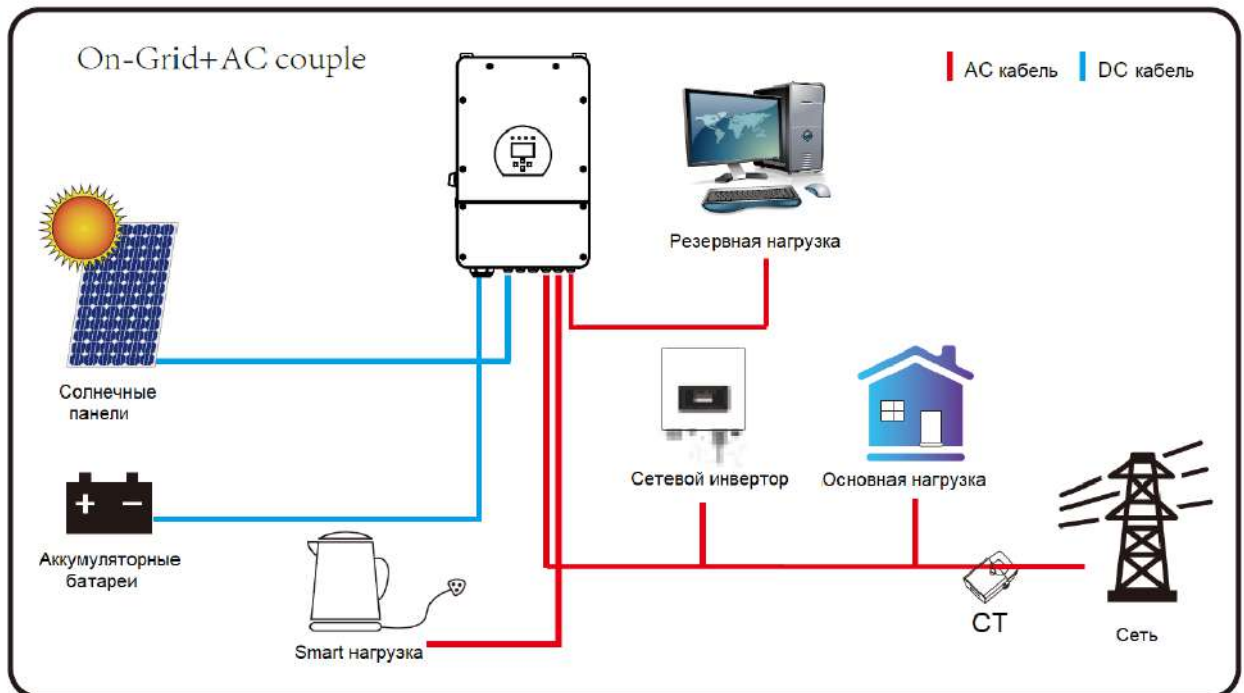 On-Grid+AC couple
AC кабель
DC кабель
Резервная нагрузка
Солнечные
панели
Сетевой инвертор
Основная нагрузка
+ −
Аккумуляторные
батареи
Smart нагрузка
CT
Сеть